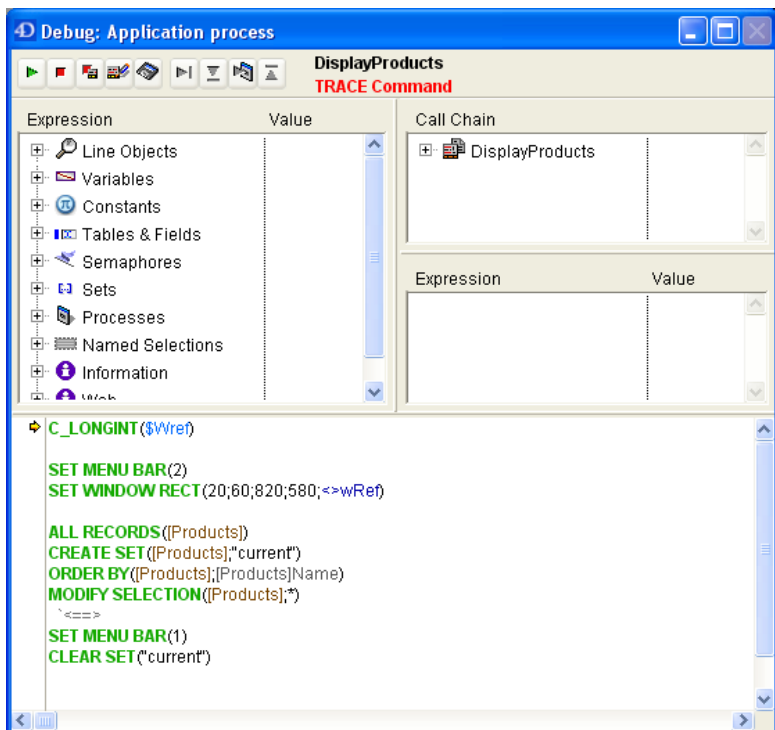 4D Debug: Application process
DisplayProducts
TRACE Command
Expression Value
Line Objects
Variables
Constants
Tables & Fields
Semaphores
Sets
Processes
Named Selections
Information
Web
Call Chain
DisplayProducts
Expression Value
C_LONGINT($Wref)
SET MENU BAR(2)
SET WINDOW RECT(20;60;820;580;<>wRef)
ALL RECORDS([Products])
CREATE SET([Products];"current")
ORDER BY([Products];[Products]Name)
MODIFY SELECTION([Products];*)
`<==>
SET MENU BAR(1)
CLEAR SET("current")